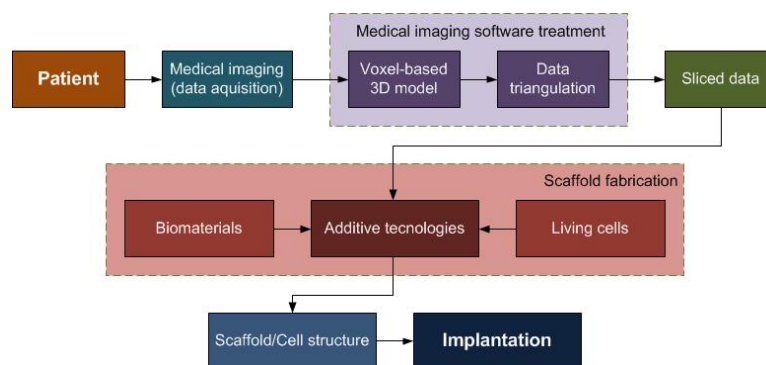 Medical imaging software treatment
Patient
Medical imaging
(data aquisition)
Voxel-based
3D model
Data
triangulation
Sliced data
Scaffold fabrication
Biomaterials
Additive tecnologies
Living cells
Scaffold/Cell structure
Implantation